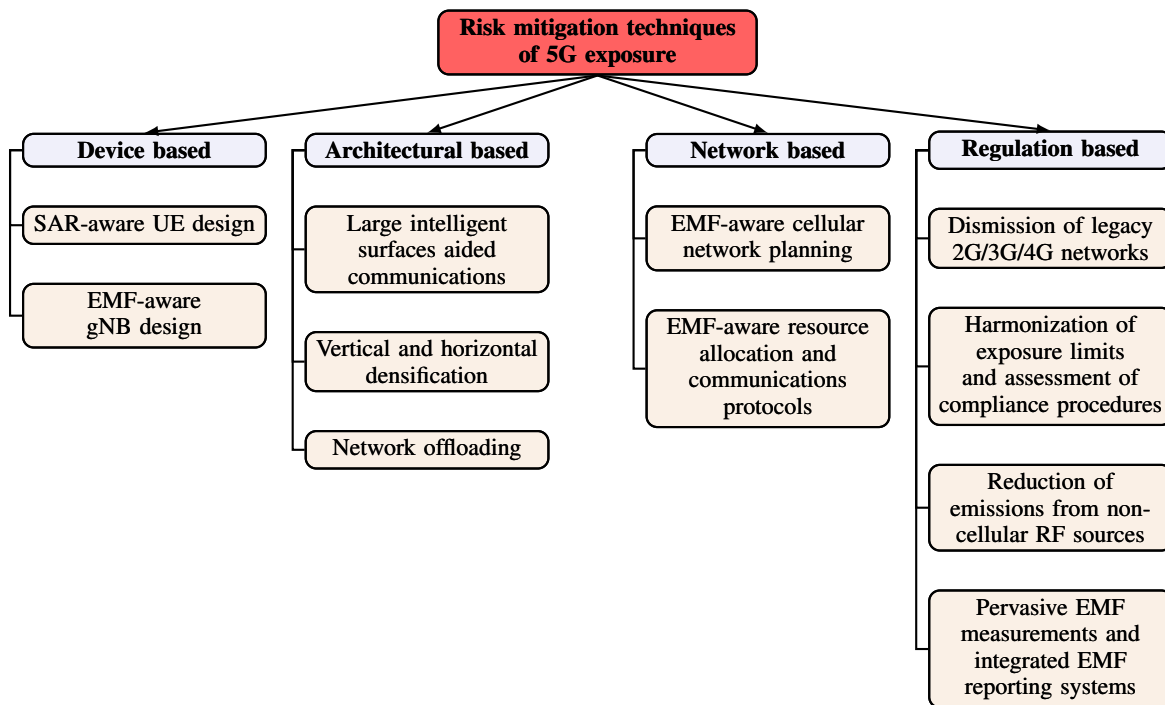 Risk mitigation techniques
of 5G exposure
Device based
SAR-aware UE design
EMF-aware
gNB design
Architectural based
Large intelligent
surfaces aided
communications
Vertical and horizontal
densification
Network offloading
Network based
EMF-aware cellular
network planning
EMF-aware resource
allocation and
communications
protocols
Regulation based
Dismission of legacy
2G/3G/4G networks
Harmonization of
exposure limits
and assessment of
compliance procedures
Reduction of
emissions from non-
cellular RF sources
Pervasive EMF
measurements and
integrated EMF
reporting systems